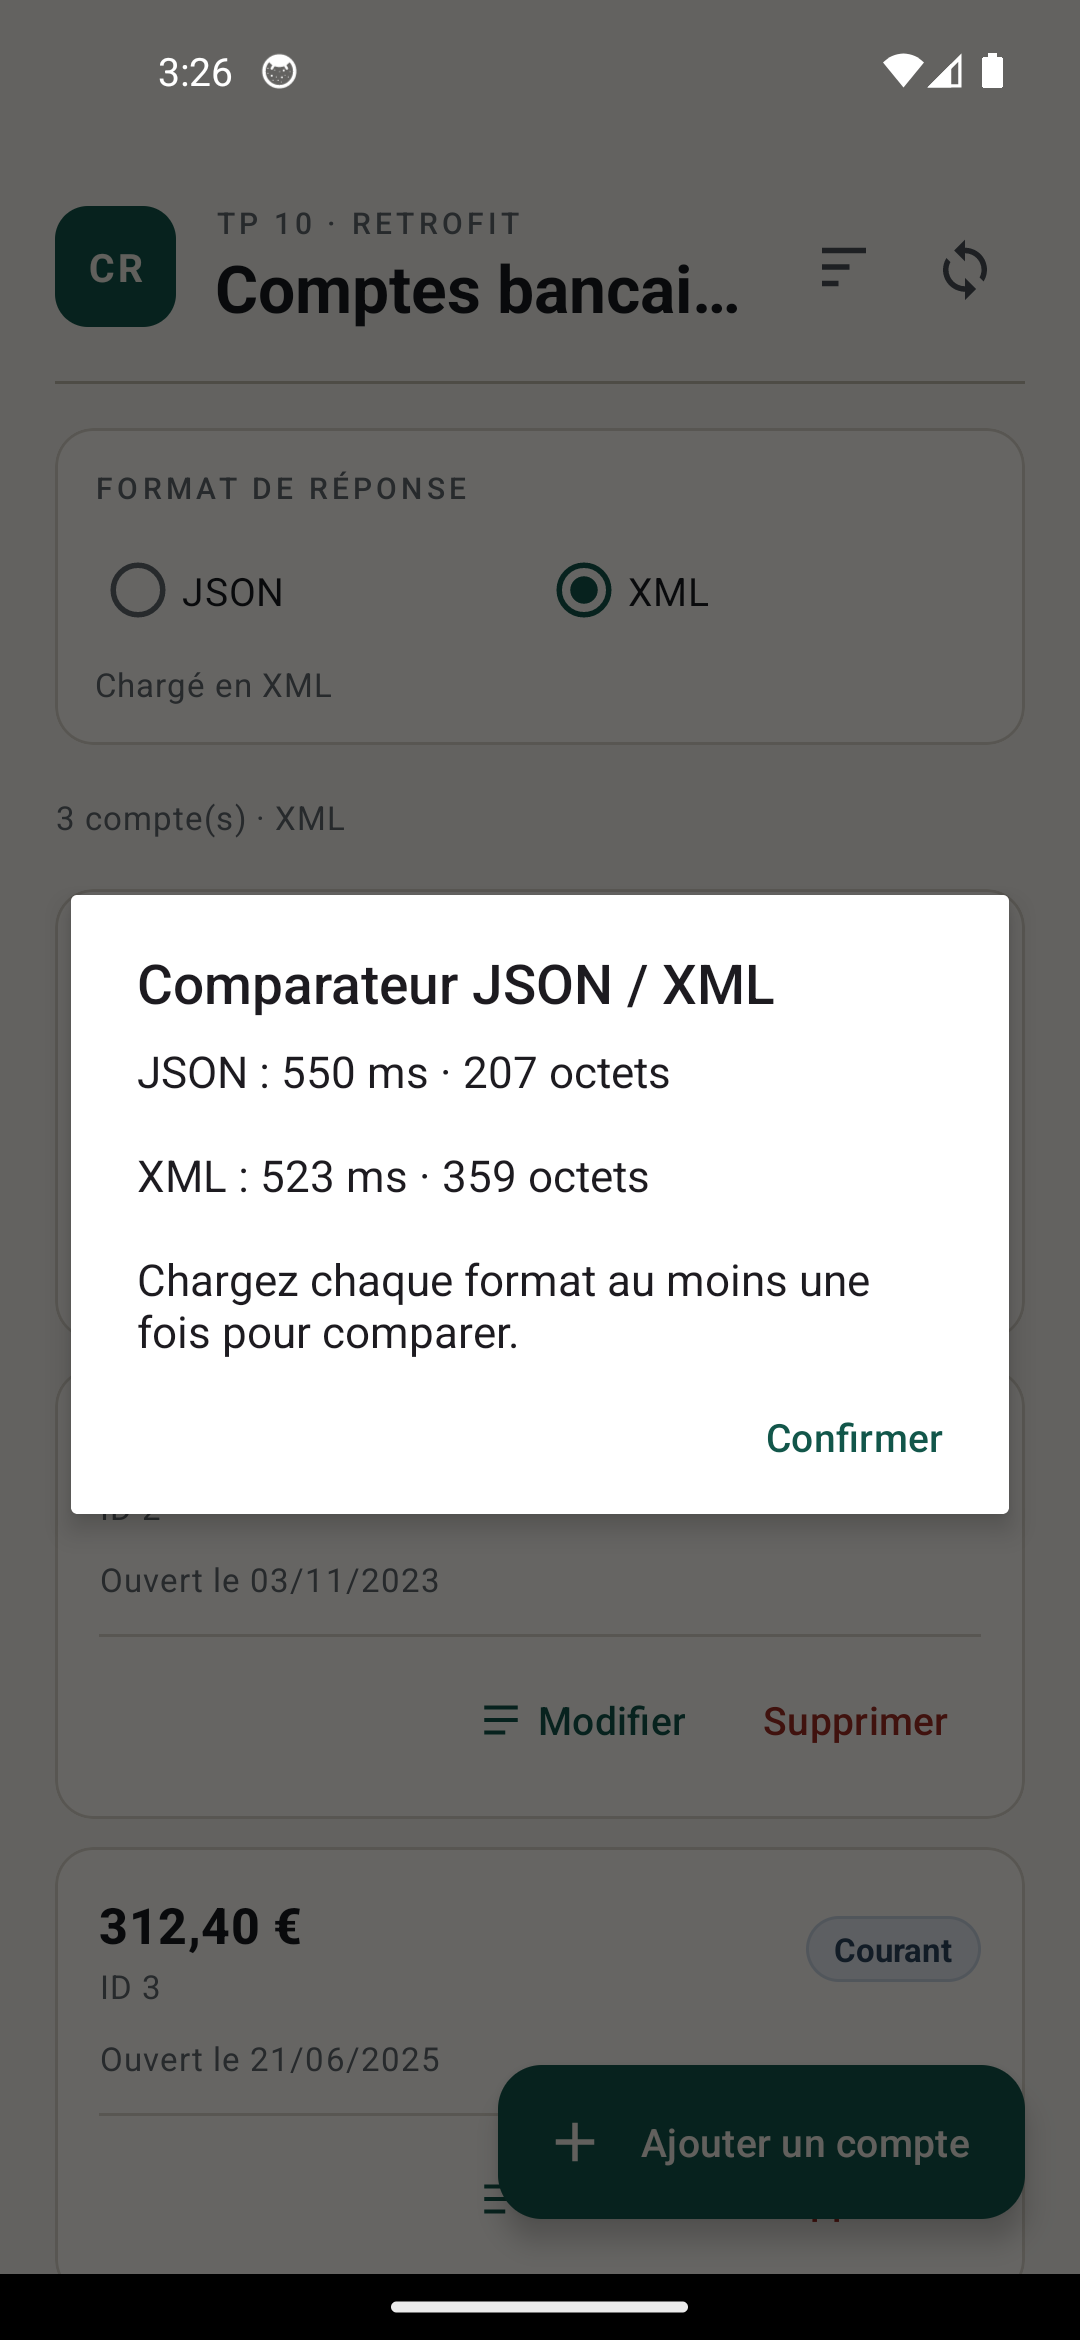 3:26
CR
TP 10 · RETROFIT
Comptes bancai...
FORMAT DE RÉPONSE
JSON
XML
Chargé en XML
3 compte(s) · XML
Comparateur JSON / XML
JSON : 550 ms · 207 octets
XML : 523 ms · 359 octets
Chargez chaque format au moins une
fois pour comparer.
Confirmer
ID 2
Ouvert le 03/11/2023
Modifier
Supprimer
312,40 €
Courant
ID 3
Ouvert le 21/06/2025
Ajouter un compte